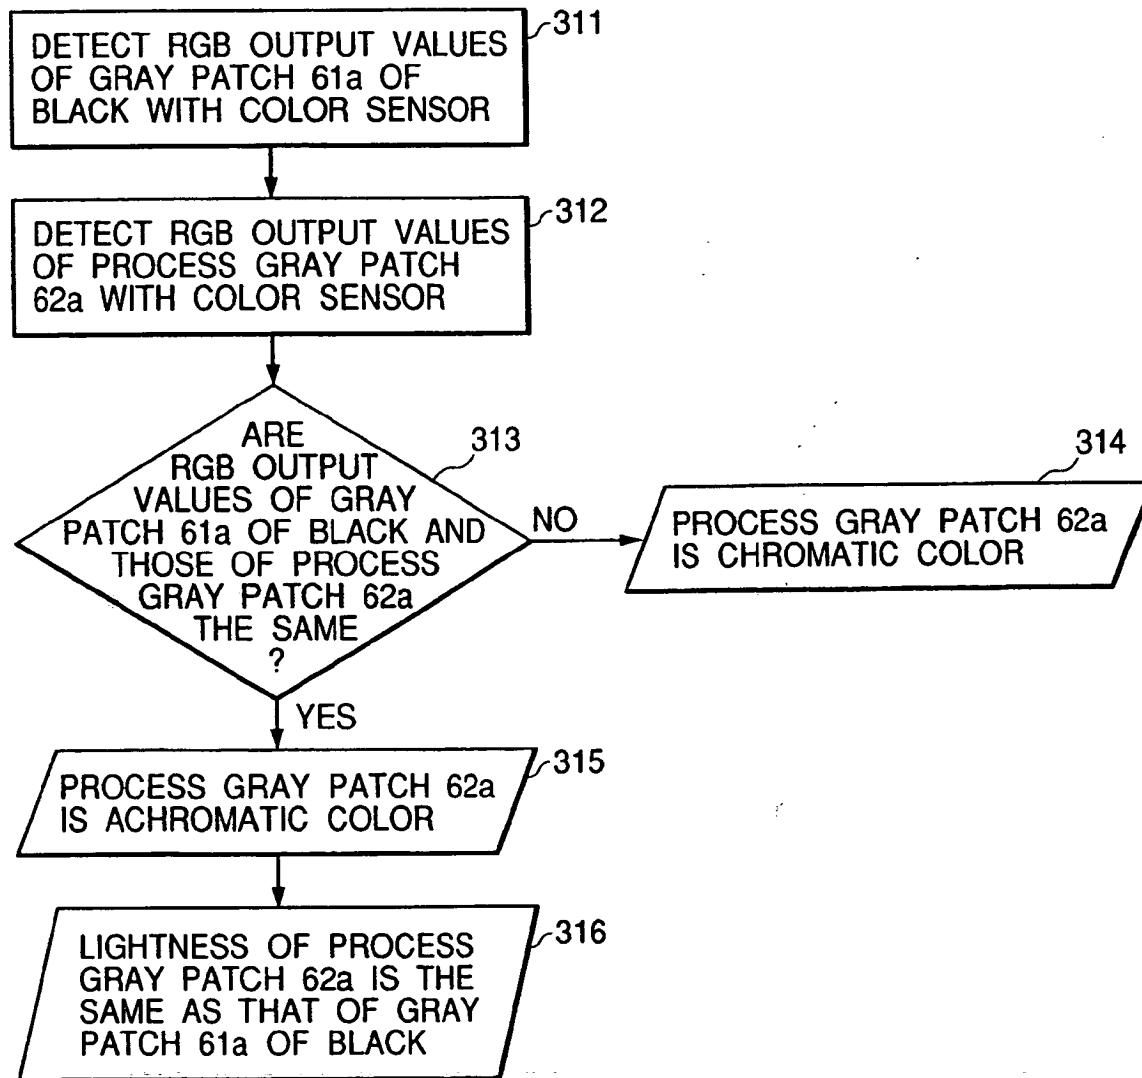 DETECT RGB OUTPUT VALUES
OF GRAY PATCH 61a OF
BLACK WITH COLOR SENSOR
311
DETECT RGB OUTPUT VALUES
OF PROCESS GRAY PATCH
62a WITH COLOR SENSOR
312
ARE
RGB OUTPUT
VALUES OF GRAY
PATCH 61a OF BLACK AND
THOSE OF PROCESS
GRAY PATCH 62a
THE SAME
?
313
NO
314
PROCESS GRAY PATCH 62a
IS CHROMATIC COLOR
YES
PROCESS GRAY PATCH 62a
IS ACHROMATIC COLOR
315
LIGHTNESS OF PROCESS
GRAY PATCH 62a IS THE
SAME AS THAT OF GRAY
PATCH 61a OF BLACK
316